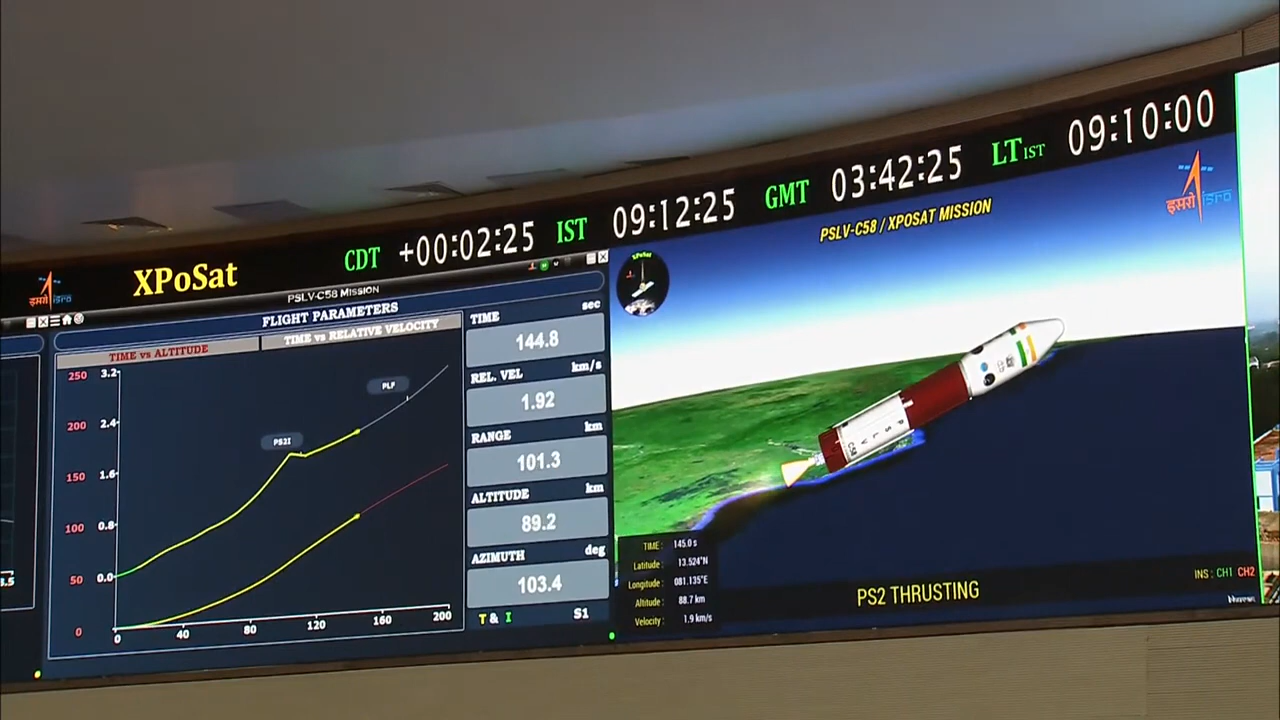 CDT +00:02:25 IST 09:12:25 GMT 03:42:25 LT IST 09:10:00
इसरो isro
XPoSat
PSLV-C58 MISSION
FLIGHT PARAMETERS
TIME vs ALTITUDE
TIME vs RELATIVE VELOCITY
250
200
150
100
50
0
3.2
2.4
1.6
0.8
0.0
PS2I
PLF
0 40 80 120 160 200
TIME sec
144.8
REL. VEL km/s
1.92
RANGE km
101.3
ALTITUDE km
89.2
AZIMUTH deg
103.4
T & I S1
PSLV-C58 / XPOSAT MISSION
इसरो isro
XPoSat
PSLV
C58
TIME : 145.0 s
Latitude : 13.524°N
Longitude : 081.135°E
Altitude : 88.7 km
Velocity : 1.9 km/s
PS2 THRUSTING
INS : CH1 CH2